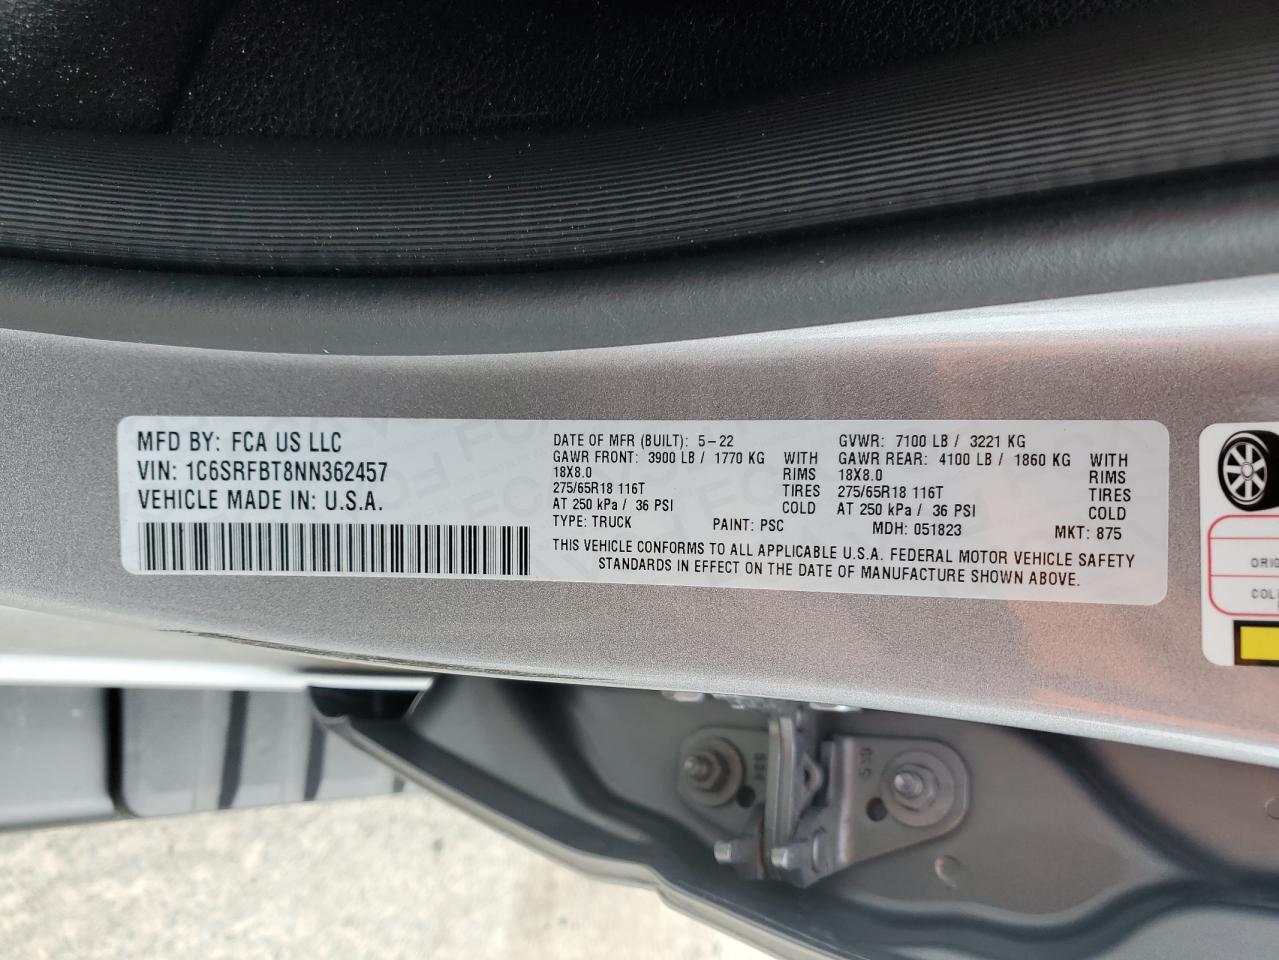 MFD BY: FCA US LLC
VIN: 1C6SRFBT8NN362457
VEHICLE MADE IN: U.S.A.
DATE OF MFR (BUILT): 5-22 GVWR: 7100 LB / 3221 KG
GAWR FRONT: 3900 LB / 1770 KG WITH GAWR REAR: 4100 LB / 1860 KG WITH
18X8.0 RIMS 18X8.0 RIMS
275/65R18 116T TIRES 275/65R18 116T TIRES
AT 250 kPa / 36 PSI COLD AT 250 kPa / 36 PSI COLD
TYPE: TRUCK PAINT: PSC MDH: 051823 MKT: 875
THIS VEHICLE CONFORMS TO ALL APPLICABLE U.S.A. FEDERAL MOTOR VEHICLE SAFETY
STANDARDS IN EFFECT ON THE DATE OF MANUFACTURE SHOWN ABOVE.
ORIG
COL
539